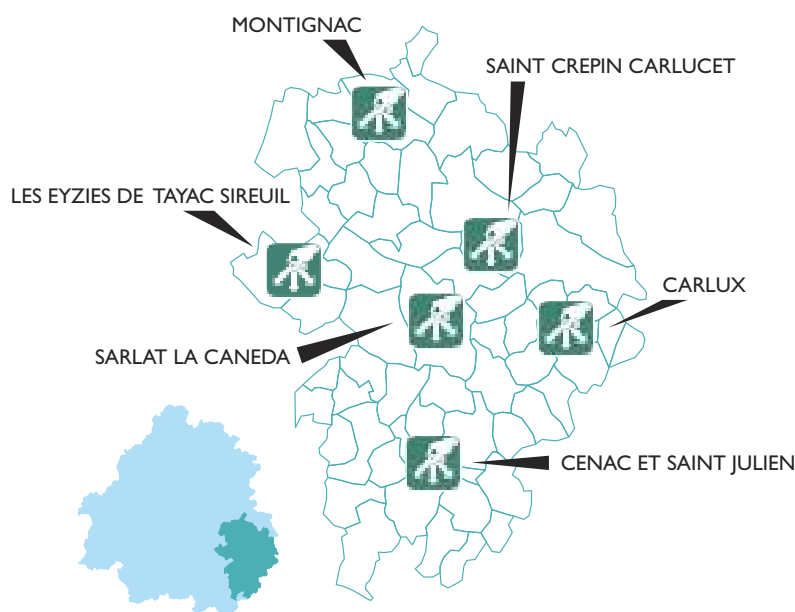 MONTIGNAC
SAINT CREPIN CARLUCET
LES EYZIES DE TAYAC SIREUIL
CARLUX
SARLAT LA CANEDA
CENAC ET SAINT JULIEN